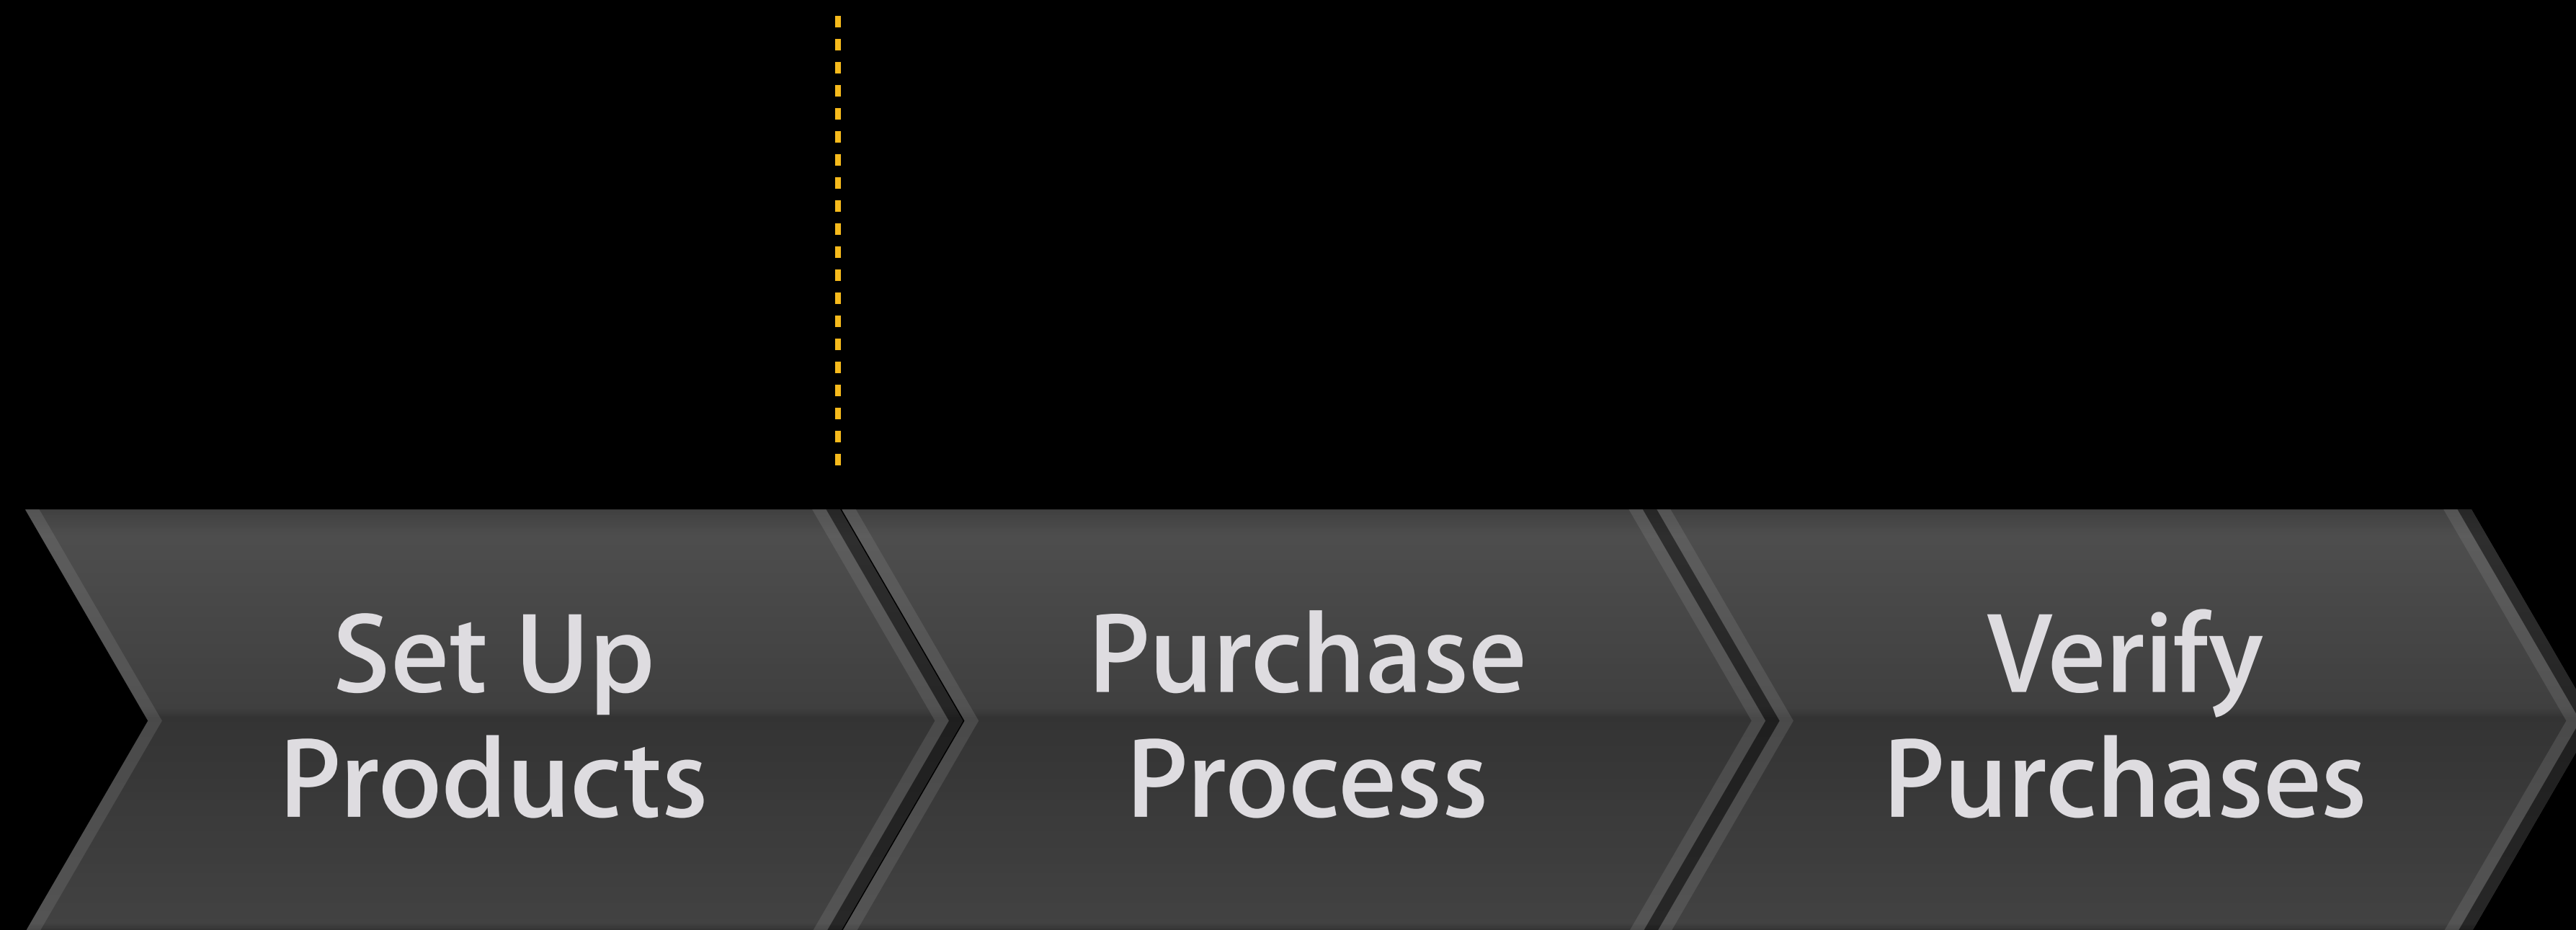 Set Up
Products
Purchase
Process
Verify
Purchases